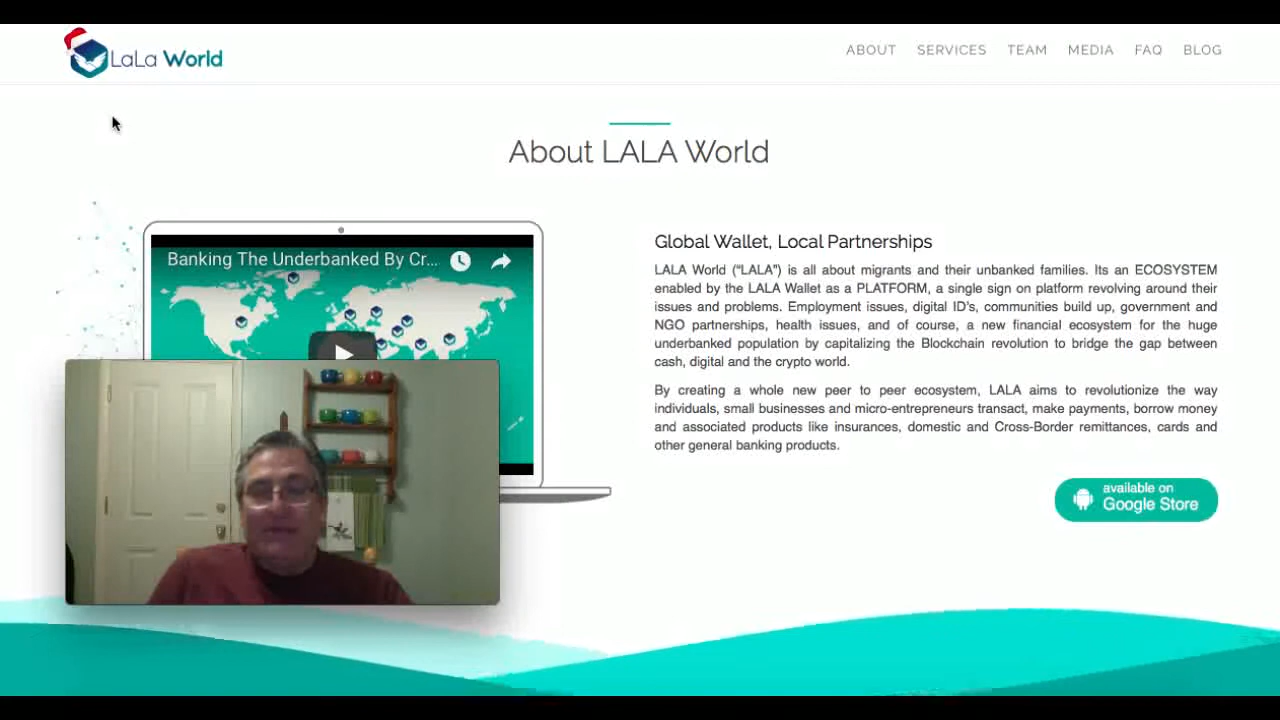 LaLa World
ABOUT SERVICES TEAM MEDIA FAQ BLOG
About LALA World
Banking The Underbanked By Cr...
Global Wallet, Local Partnerships
LALA World (“LALA”) is all about migrants and their unbanked families. Its an ECOSYSTEM
enabled by the LALA Wallet as a PLATFORM, a single sign on platform revolving around their
issues and problems. Employment issues, digital ID's, communities build up, government and
NGO partnerships, health issues, and of course, a new financial ecosystem for the huge
underbanked population by capitalizing the Blockchain revolution to bridge the gap between
cash, digital and the crypto world.
By creating a whole new peer to peer ecosystem, LALA aims to revolutionize the way
individuals, small businesses and micro-entrepreneurs transact, make payments, borrow money
and associated products like insurances, domestic and Cross-Border remittances, cards and
other general banking products.
available on
Google Store